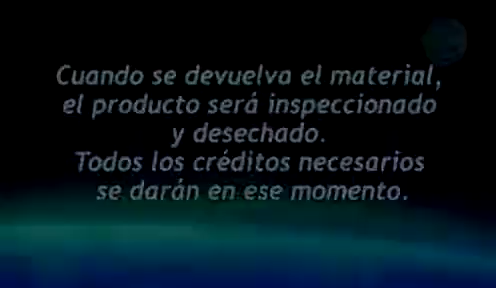 Cuando se devuelva el material,
el producto será inspeccionado
y desechado.
Todos los créditos necesarios
se darán en ese momento.